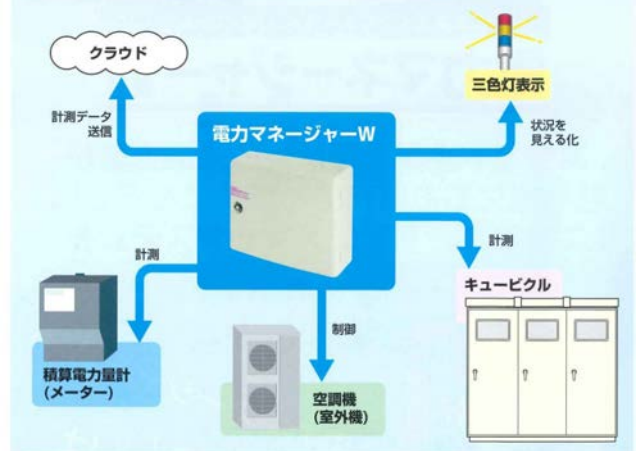 クラウド
三色灯表示
計測データ
送信
電力マネージャーW
状況を
見える化
計測
計測
キュービクル
制御
積算電力量計
(メーター)
空調機
(室外機)